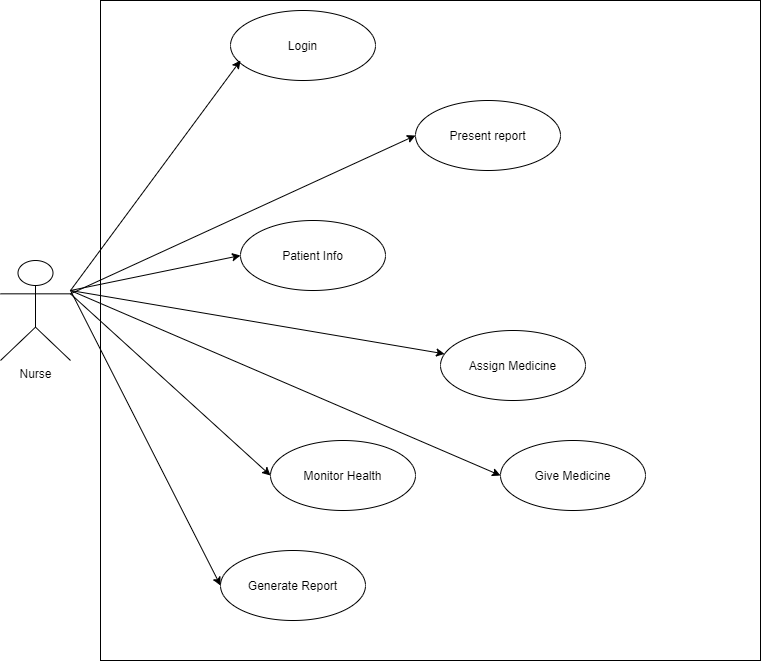 Login
Present report
Patient Info
Nurse
Assign Medicine
Monitor Health
Give Medicine
Generate Report